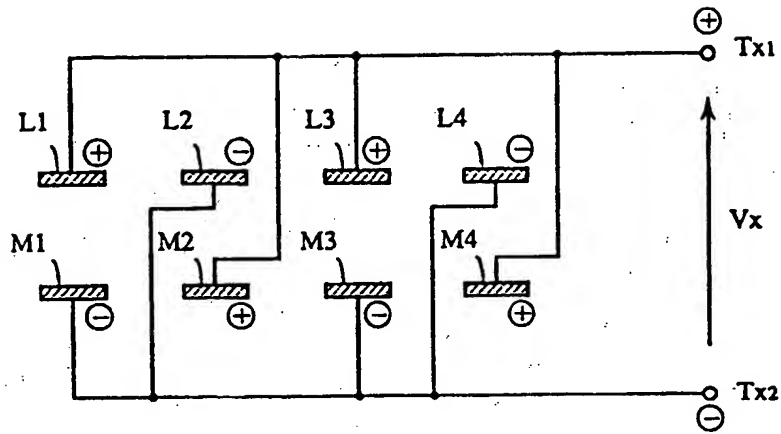 ⊕ Tx1
L1 ⊕ L2 ⊖ L3 ⊕ L4 ⊖
Vx
M1 ⊖ M2 ⊕ M3 ⊖ M4 ⊕
Tx2
⊖